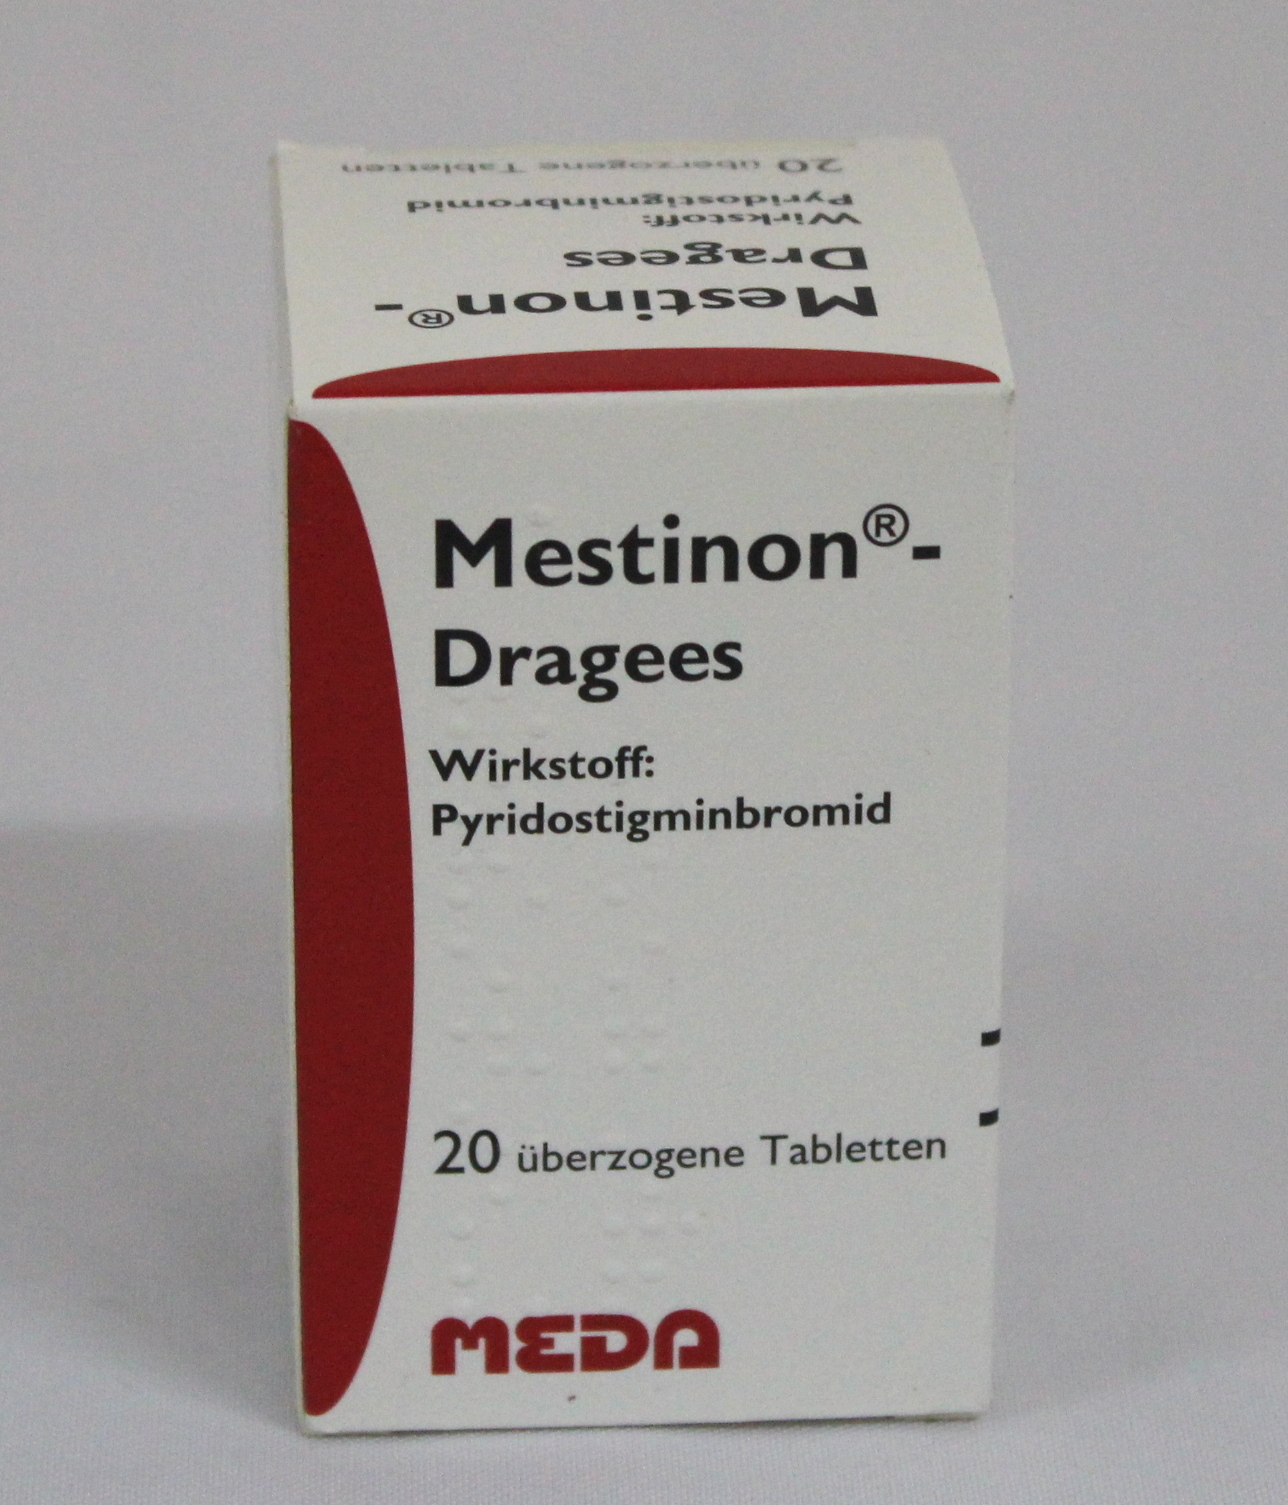 20 überzogene Tabletten
Pyridostigminbromid
Wirkstoff:
Dragees
Mestinon®-
Mestinon®-
Dragees
Wirkstoff:
Pyridostigminbromid
20 überzogene Tabletten
MEDA